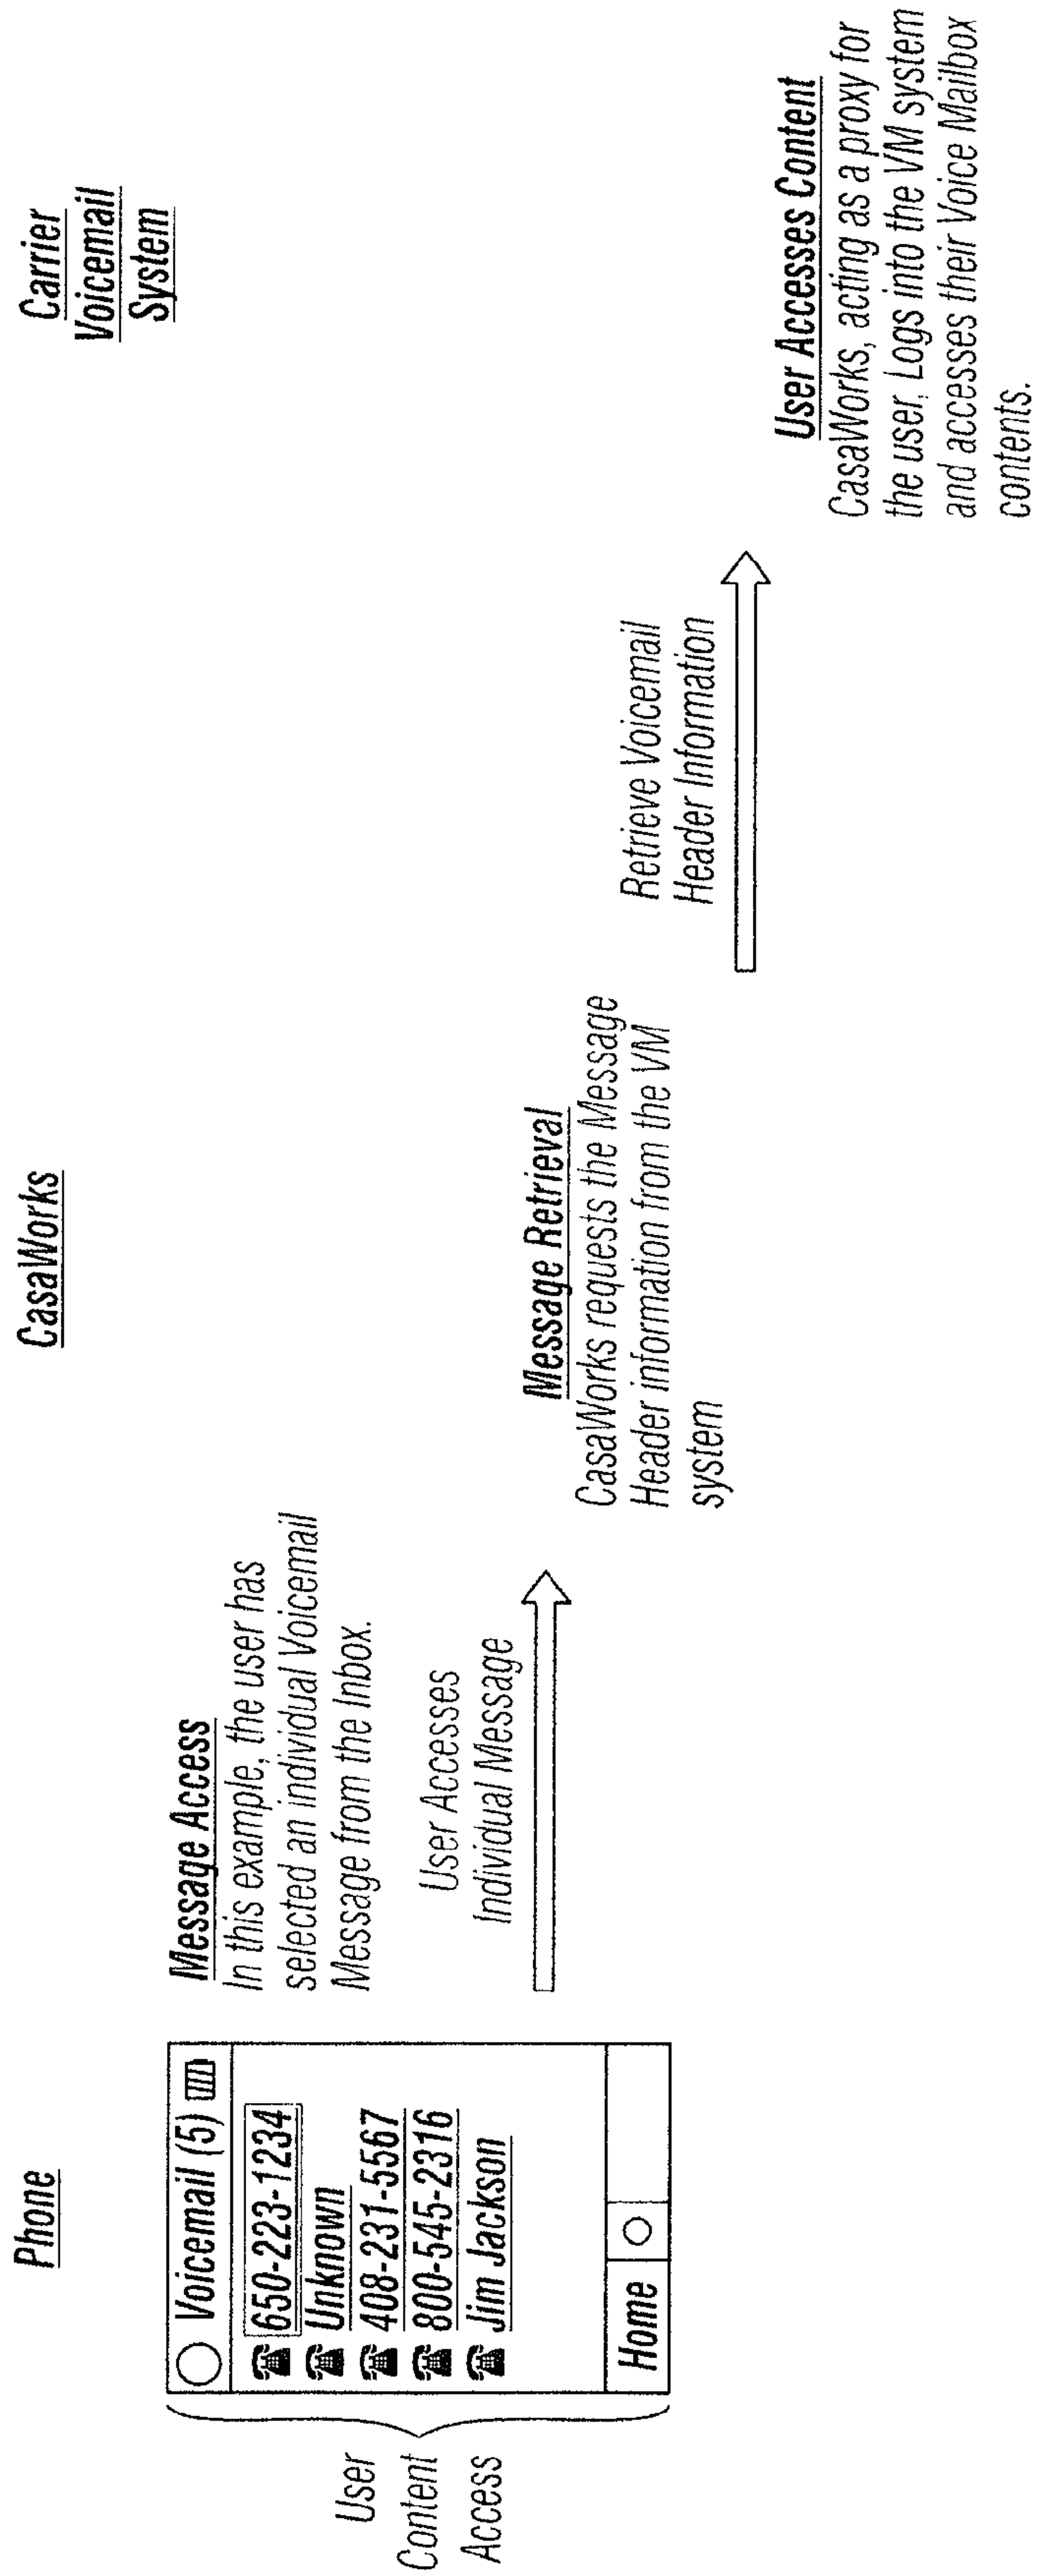 Phone
CasaWorks
Carrier
Voicemail
System
User
Content
Access
Voicemail (5)
650-223-1234
Unknown
408-231-5567
800-545-2316
Jim Jackson
Home
Message Access
In this example, the user has
selected an individual Voicemail
Message from the Inbox.
User Accesses
Individual Message
Message Retrieval
CasaWorks requests the Message
Header information from the VM
system
Retrieve Voicemail
Header Information
User Accesses Content
CasaWorks, acting as a proxy for
the user, Logs into the VM system
and accesses their Voice Mailbox
contents.